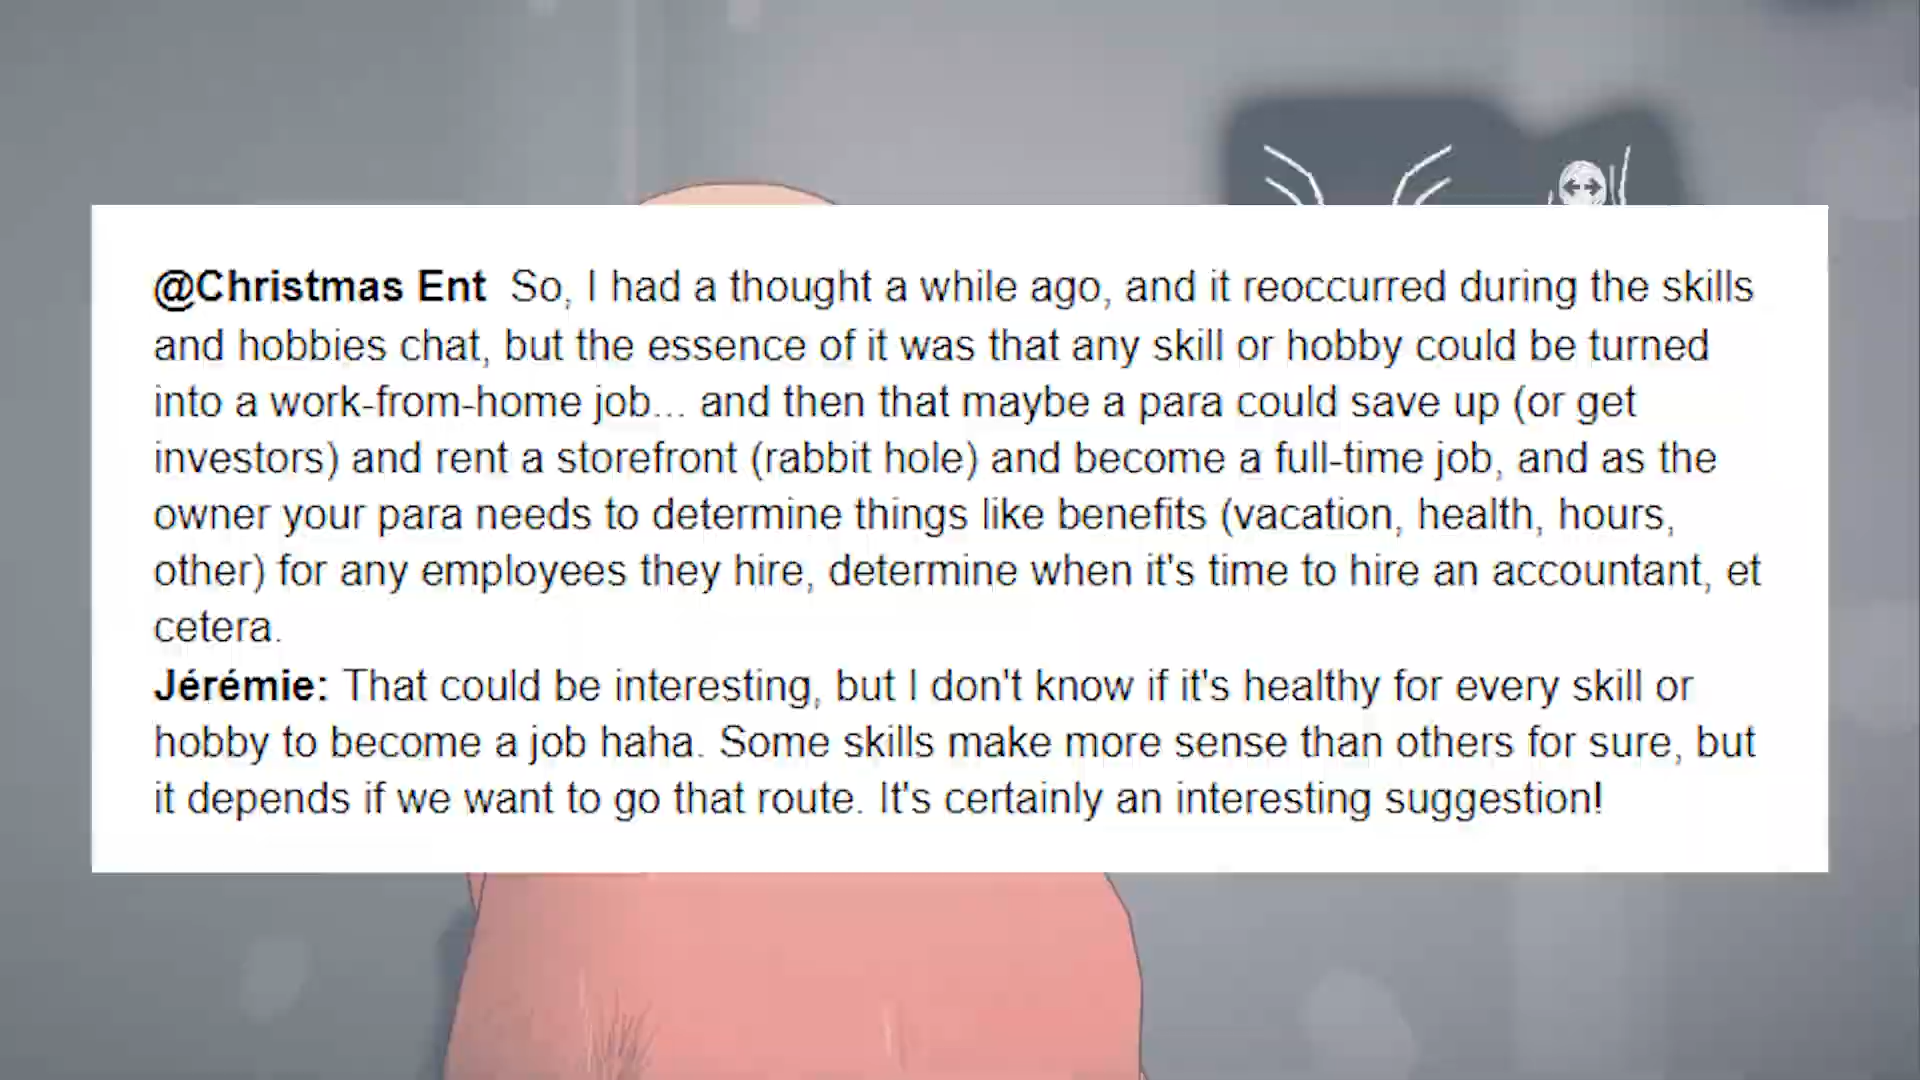 @Christmas Ent So, I had a thought a while ago, and it reoccurred during the skills
and hobbies chat, but the essence of it was that any skill or hobby could be turned
into a work-from-home job... and then that maybe a para could save up (or get
investors) and rent a storefront (rabbit hole) and become a full-time job, and as the
owner your para needs to determine things like benefits (vacation, health, hours,
other) for any employees they hire, determine when it's time to hire an accountant, et
cetera.
Jérémie: That could be interesting, but I don't know if it's healthy for every skill or
hobby to become a job haha. Some skills make more sense than others for sure, but
it depends if we want to go that route. It's certainly an interesting suggestion!